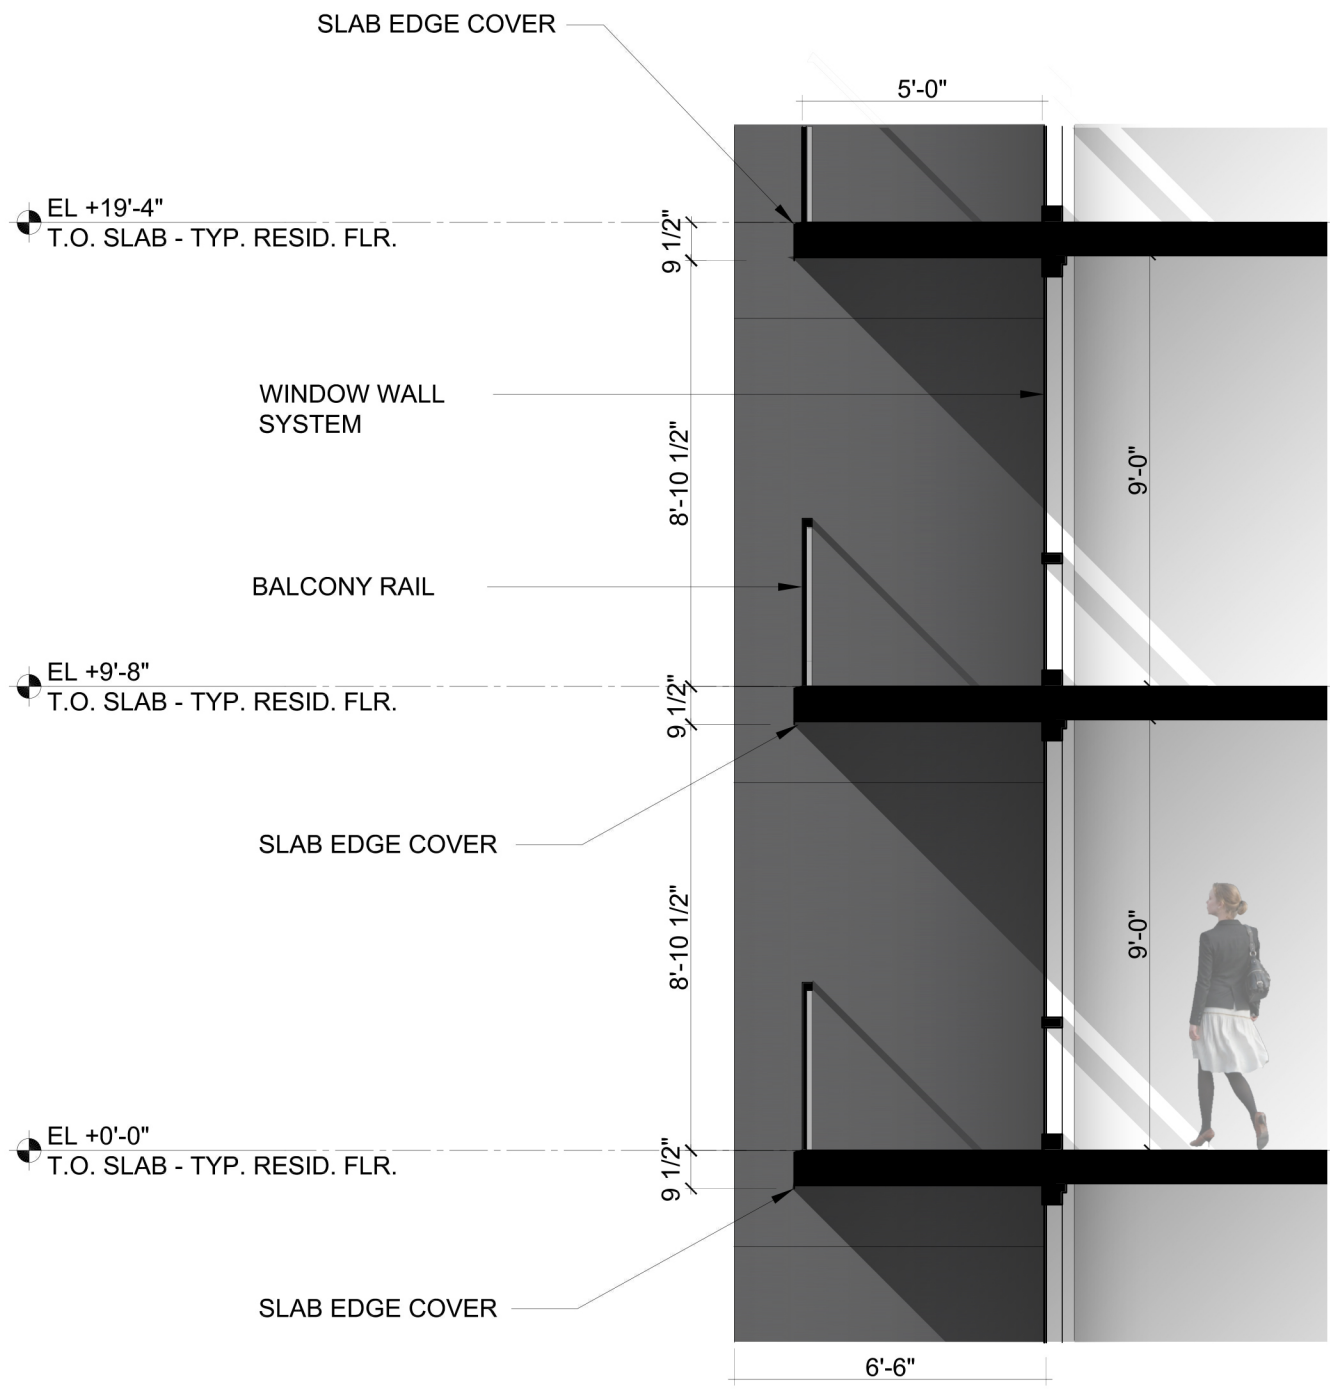 SLAB EDGE COVER
5'-0"
EL +19'-4"
T.O. SLAB - TYP. RESID. FLR.
9 1/2"
WINDOW WALL
SYSTEM
8'-10 1/2"
9'-0"
BALCONY RAIL
EL +9'-8"
T.O. SLAB - TYP. RESID. FLR.
9 1/2"
SLAB EDGE COVER
8'-10 1/2"
9'-0"
EL +0'-0"
T.O. SLAB - TYP. RESID. FLR.
9 1/2"
SLAB EDGE COVER
6'-6"